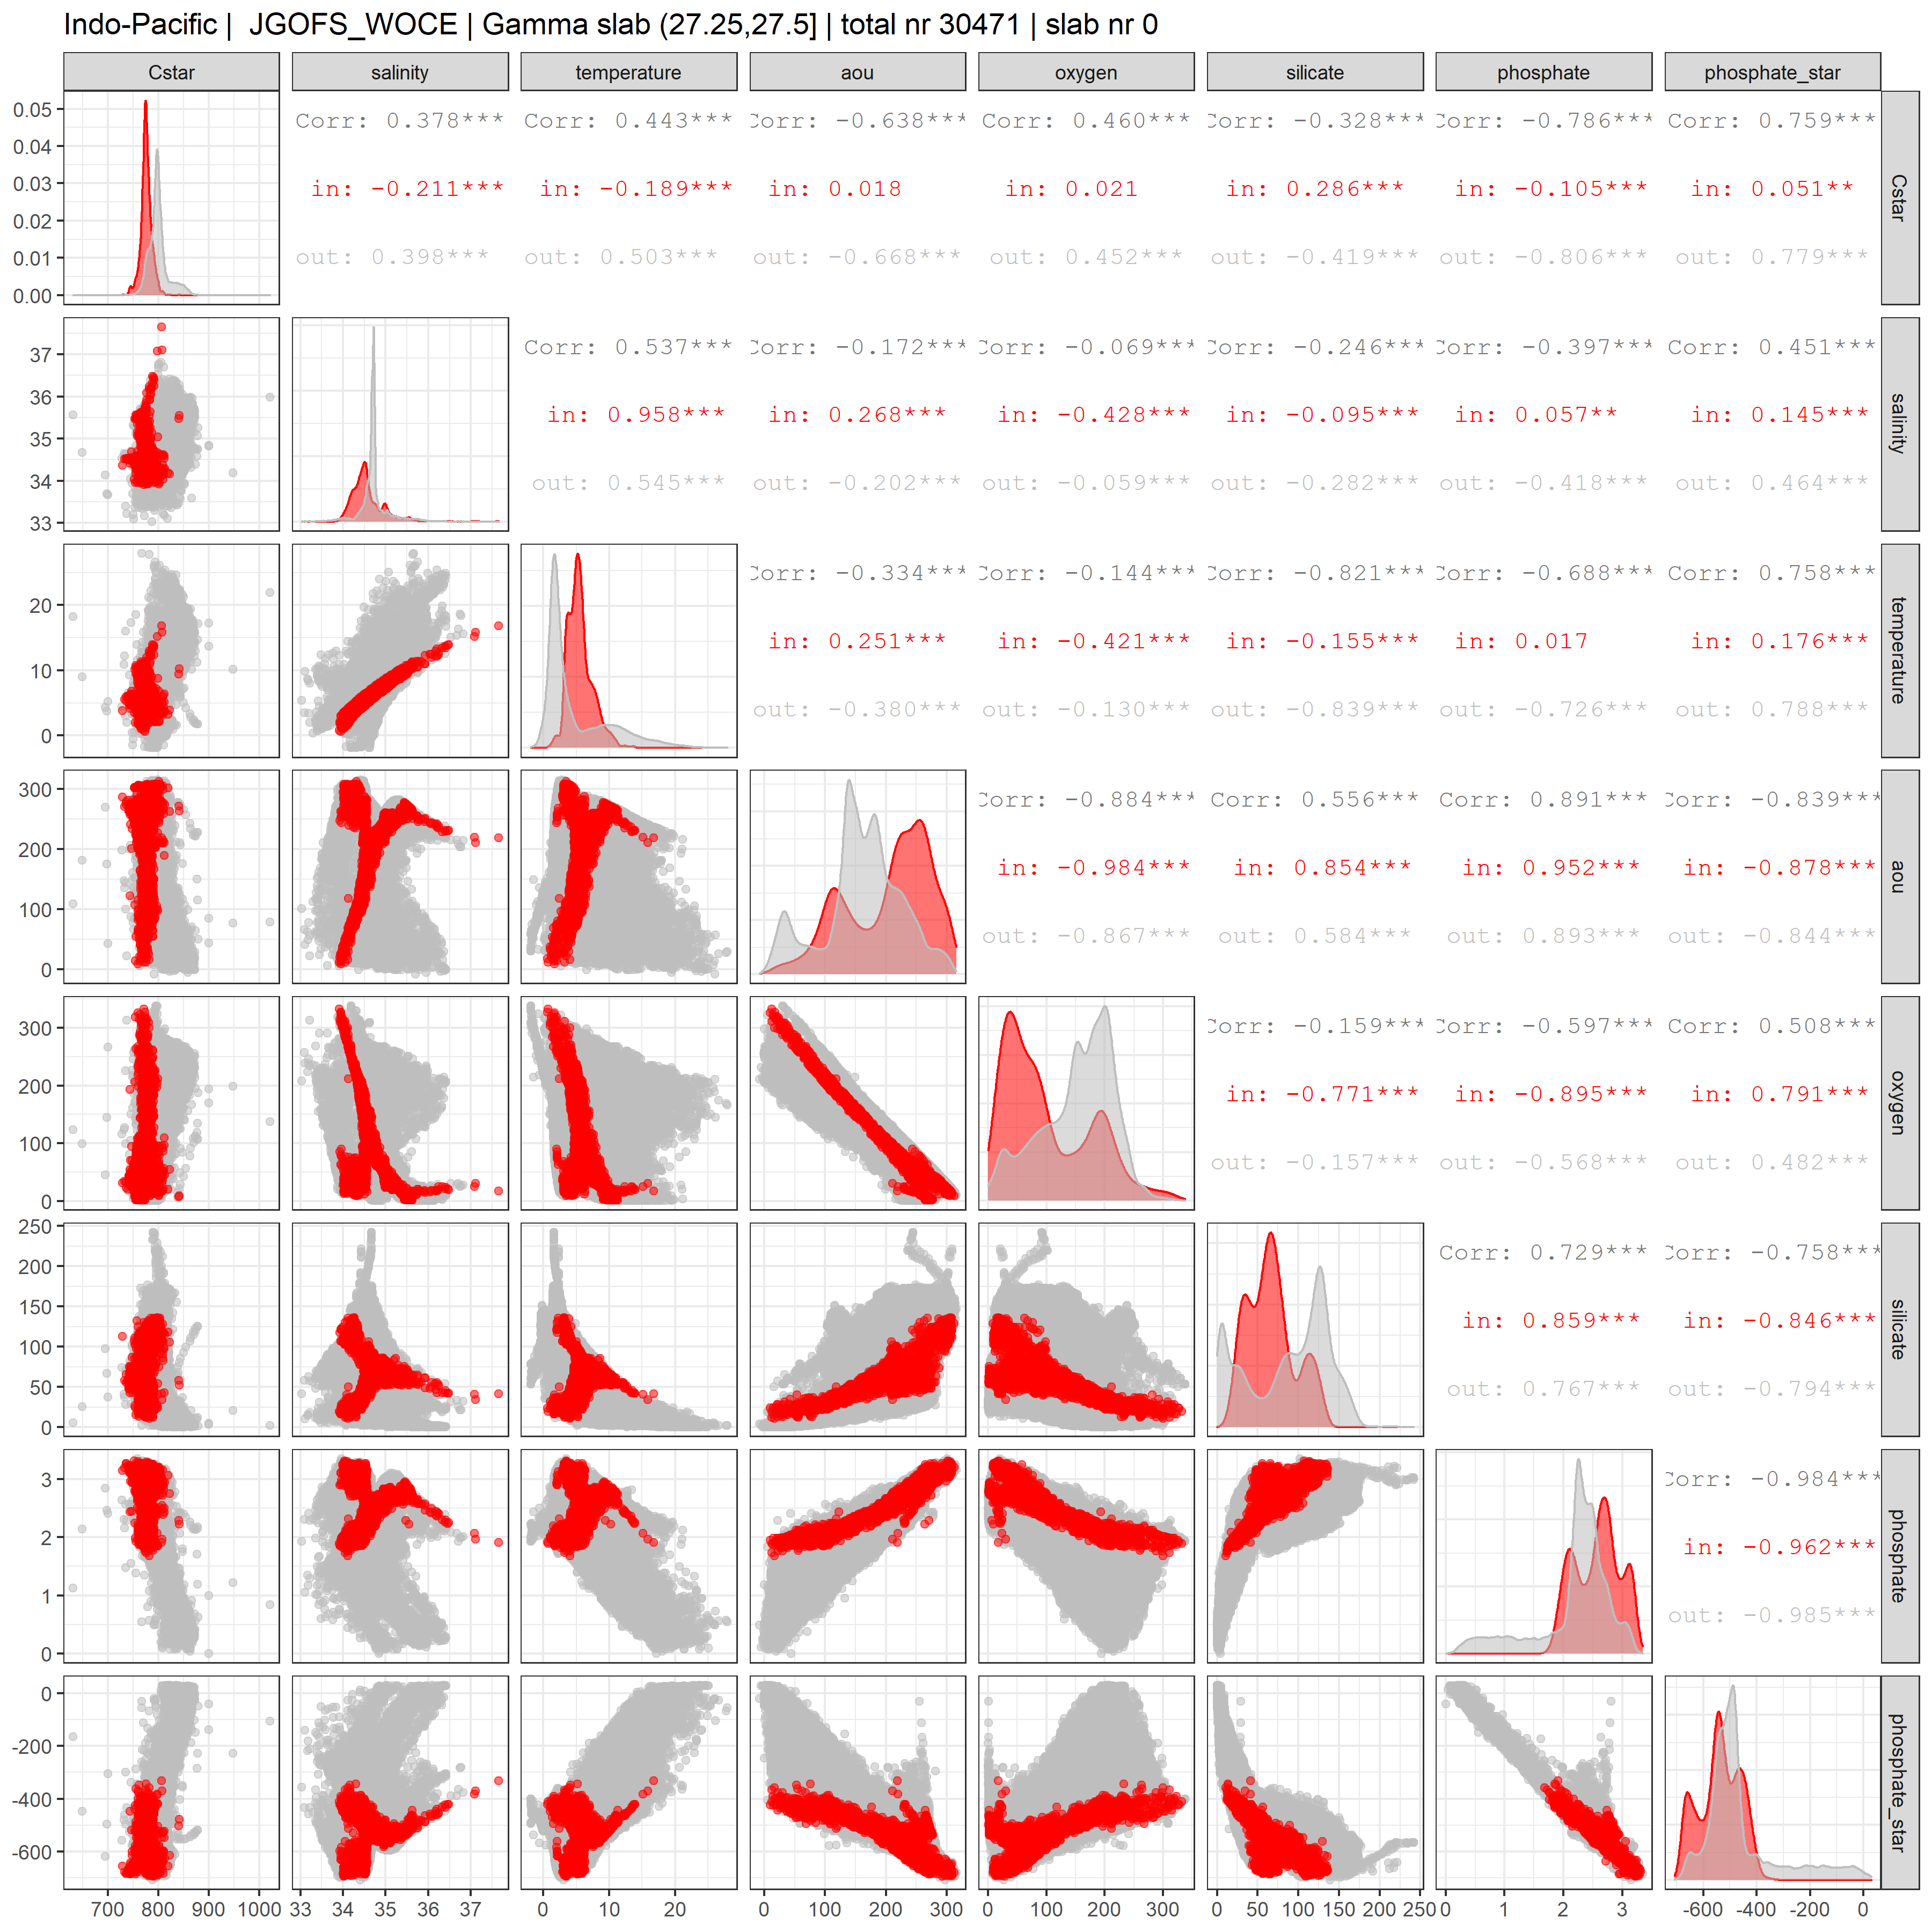 Indo-Pacific | JGOFS_WOCE | Gamma slab (27.25,27.5] | total nr 30471 | slab nr 0
Cstar salinity temperature aou oxygen silicate phosphate phosphate_star
0.05
0.04
0.03
0.02
0.01
0.00
Corr: 0.378*** Corr: 0.443*** Corr: -0.638*** Corr: 0.460*** Corr: -0.328*** Corr: -0.786*** Corr: 0.759***
in: -0.211*** in: -0.189*** in: 0.018 in: 0.021 in: 0.286*** in: -0.105*** in: 0.051**
out: 0.398*** out: 0.503*** out: -0.668*** out: 0.452*** out: -0.419*** out: -0.806*** out: 0.779***
Cstar
37
36
35
34
33
Corr: 0.537*** Corr: -0.172*** Corr: -0.069*** Corr: -0.246*** Corr: -0.397*** Corr: 0.451***
in: 0.958*** in: 0.268*** in: -0.428*** in: -0.095*** in: 0.057** in: 0.145***
out: 0.545*** out: -0.202*** out: -0.059*** out: -0.282*** out: -0.418*** out: 0.464***
salinity
20
10
0
Corr: -0.334*** Corr: -0.144*** Corr: -0.821*** Corr: -0.688*** Corr: 0.758***
in: 0.251*** in: -0.421*** in: -0.155*** in: 0.017 in: 0.176***
out: -0.380*** out: -0.130*** out: -0.839*** out: -0.726*** out: 0.788***
temperature
300
200
100
0
Corr: -0.884*** Corr: 0.556*** Corr: 0.891*** Corr: -0.839***
in: -0.984*** in: 0.854*** in: 0.952*** in: -0.878***
out: -0.867*** out: 0.584*** out: 0.893*** out: -0.844***
aou
300
200
100
0
Corr: -0.159*** Corr: -0.597*** Corr: 0.508***
in: -0.771*** in: -0.895*** in: 0.791***
out: -0.157*** out: -0.568*** out: 0.482***
oxygen
250
200
150
100
50
0
Corr: 0.729*** Corr: -0.758***
in: 0.859*** in: -0.846***
out: 0.767*** out: -0.794***
silicate
3
2
1
0
Corr: -0.984***
in: -0.962***
out: -0.985***
phosphate
0
-200
-400
-600
phosphate_star
700 800 900 1000 33 34 35 36 37 0 10 20 0 100 200 300 0 100 200 300 0 50 100 150 200 250 0 1 2 3 -600 -400 -200 0